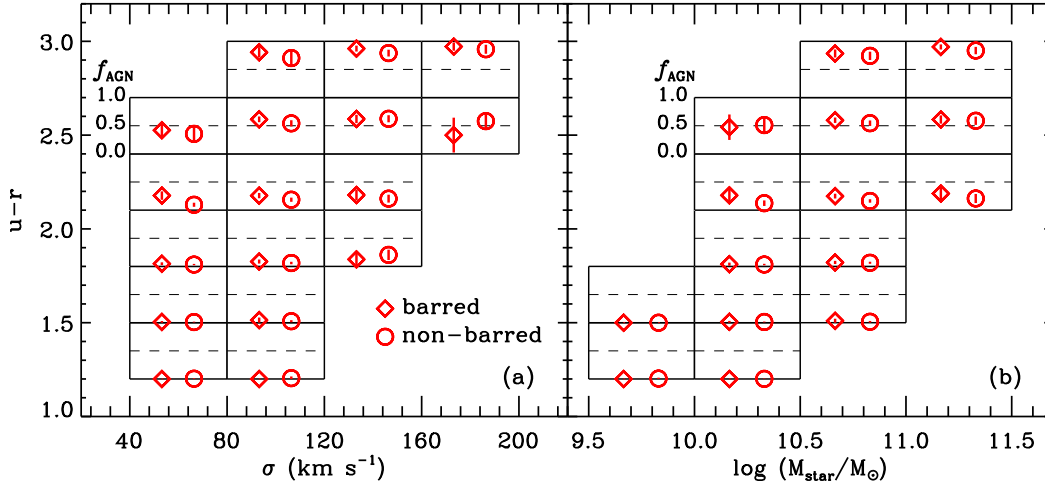 3.0
2.5
2.0
1.5
1.0
u−r
f_AGN
1.0
0.5
0.0
barred
non−barred
(a)
40 80 120 160 200
σ (km s⁻¹)
f_AGN
1.0
0.5
0.0
(b)
9.5 10.0 10.5 11.0 11.5
log (M_star/M_⊙)